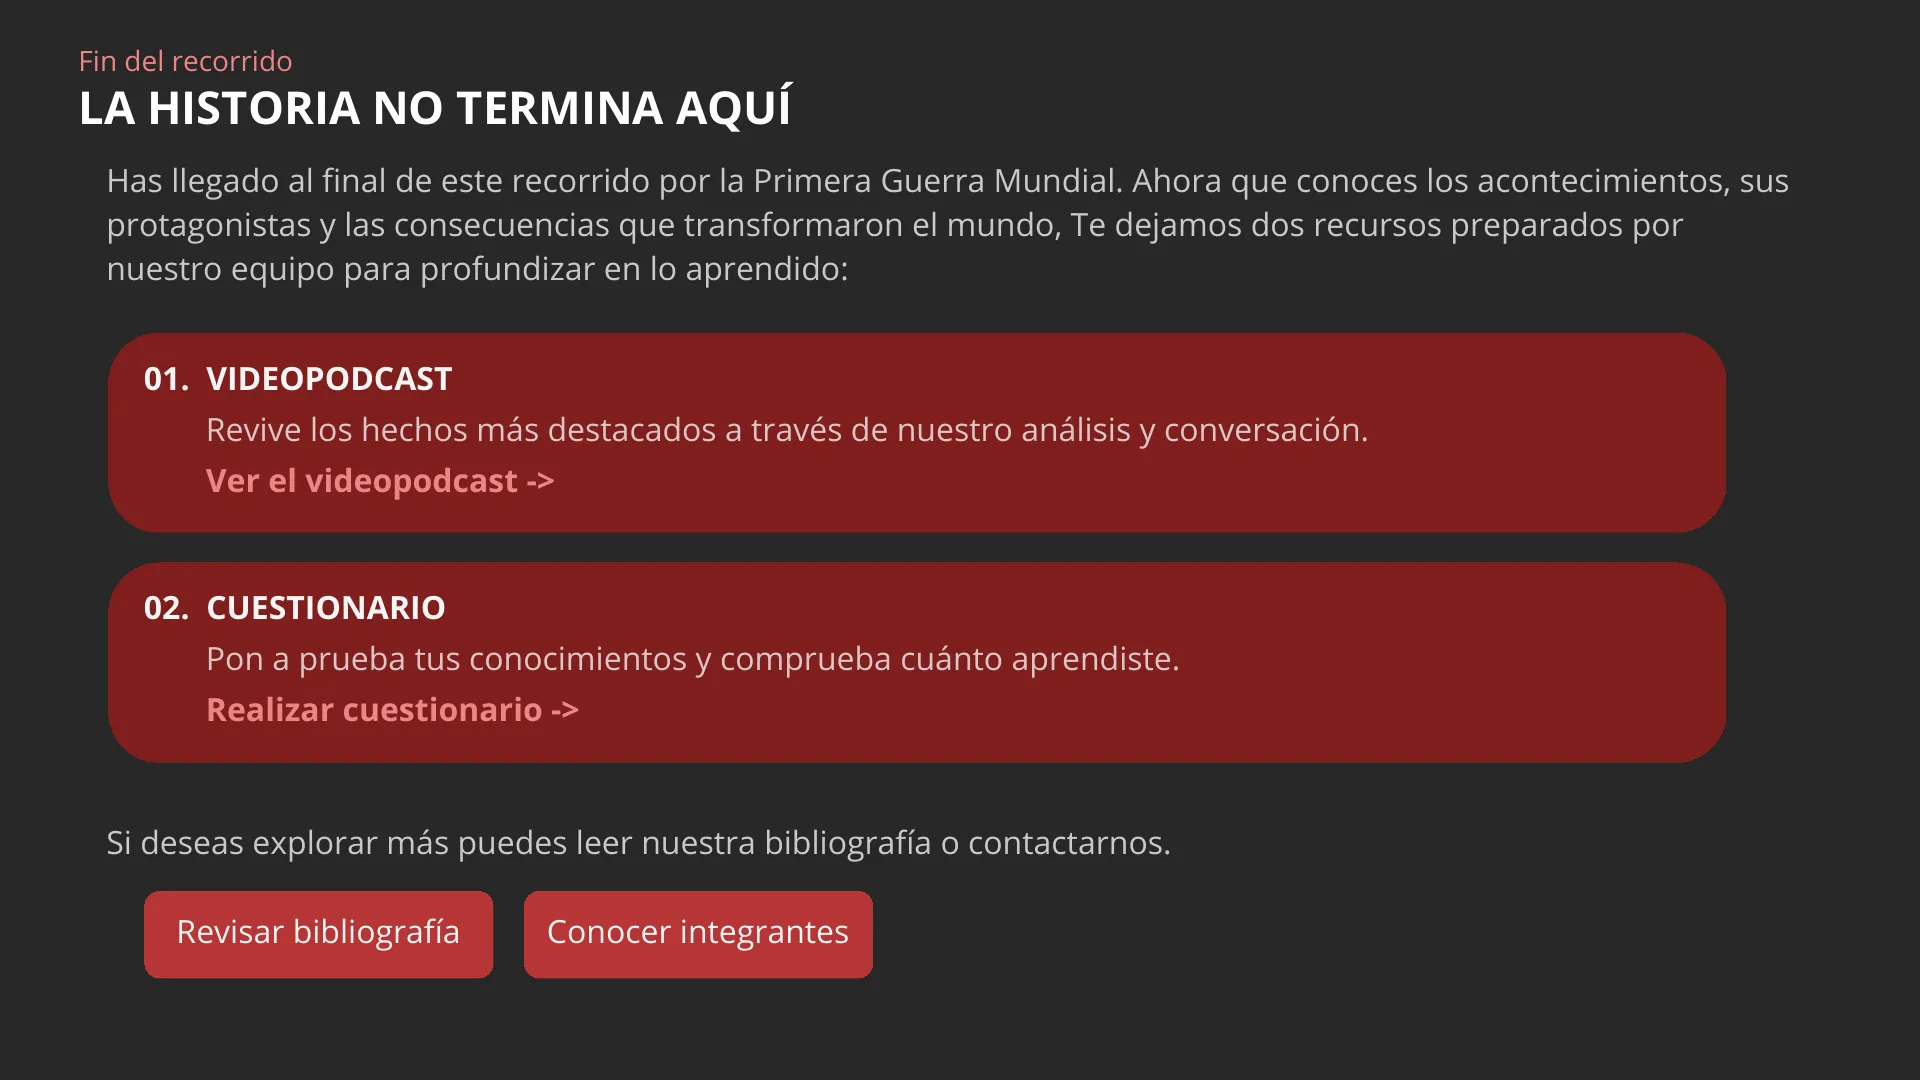 Fin del recorrido
LA HISTORIA NO TERMINA AQUÍ
Has llegado al final de este recorrido por la Primera Guerra Mundial. Ahora que conoces los acontecimientos, sus
protagonistas y las consecuencias que transformaron el mundo, Te dejamos dos recursos preparados por
nuestro equipo para profundizar en lo aprendido:
01. VIDEOPODCAST
Revive los hechos más destacados a través de nuestro análisis y conversación.
Ver el videopodcast ->
02. CUESTIONARIO
Pon a prueba tus conocimientos y comprueba cuánto aprendiste.
Realizar cuestionario ->
Si deseas explorar más puedes leer nuestra bibliografía o contactarnos.
Revisar bibliografía
Conocer integrantes